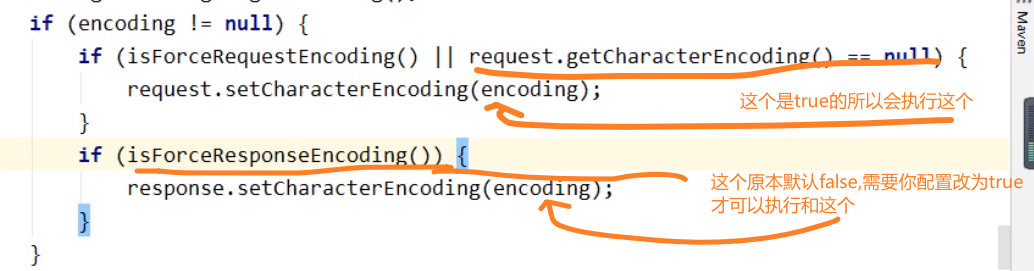 if (encoding != null) {
if (isForceRequestEncoding() || request.getCharacterEncoding() == null) {
request.setCharacterEncoding(encoding);
这个是true的所以会执行这个
}
if (isForceResponseEncoding()) {
response.setCharacterEncoding(encoding);
这个原本默认false,需要你配置改为true
才可以执行和这个
}
}
Maven